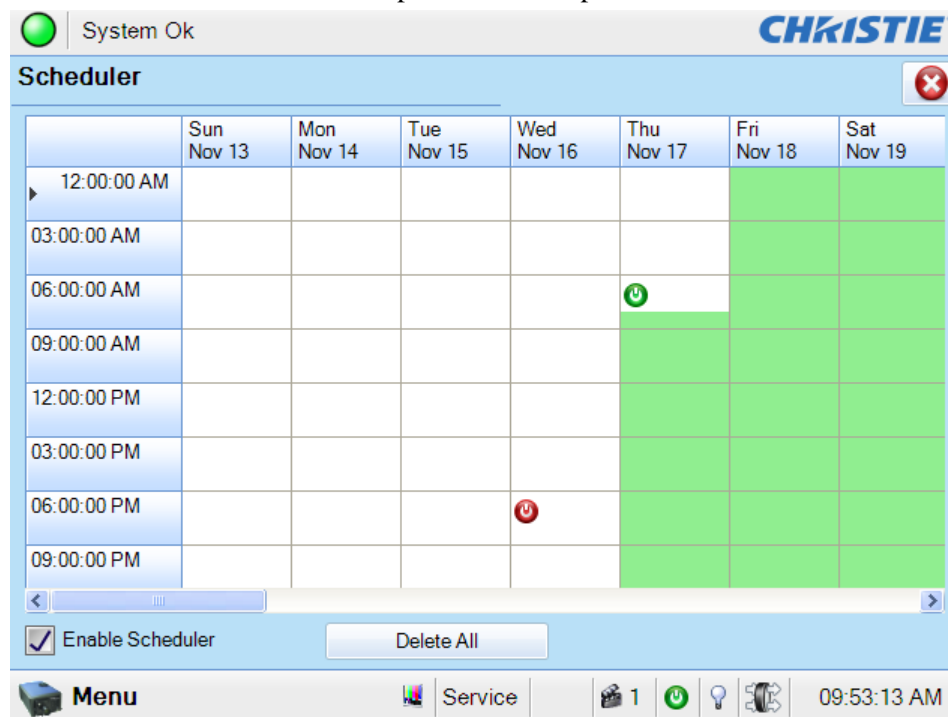 System Ok
CHRISTIE
Scheduler
Sun Mon Tue Wed Thu Fri Sat
Nov 13 Nov 14 Nov 15 Nov 16 Nov 17 Nov 18 Nov 19
12:00:00 AM
03:00:00 AM
06:00:00 AM
09:00:00 AM
12:00:00 PM
03:00:00 PM
06:00:00 PM
09:00:00 PM
Enable Scheduler Delete All
Menu Service 1 09:53:13 AM